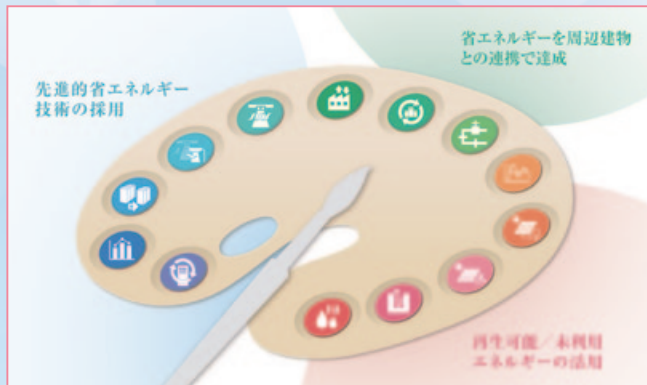 省エネルギーを周辺建物
との連携で達成
先進的省エネルギー
技術の採用
再生可能／未利用
エネルギーの活用